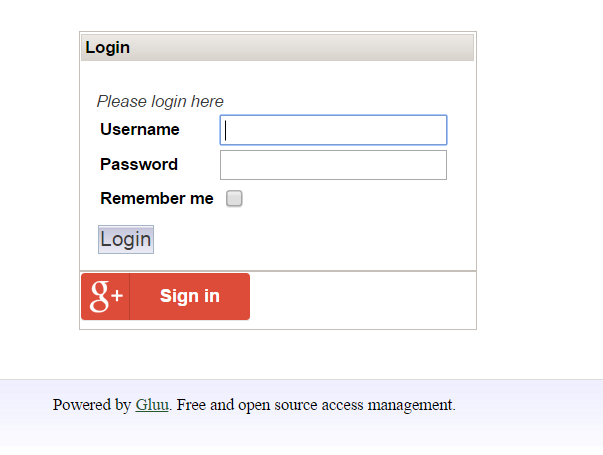 Login
Please login here
Username
Password
Remember me
Login
g+ Sign in
Powered by Gluu. Free and open source access management.